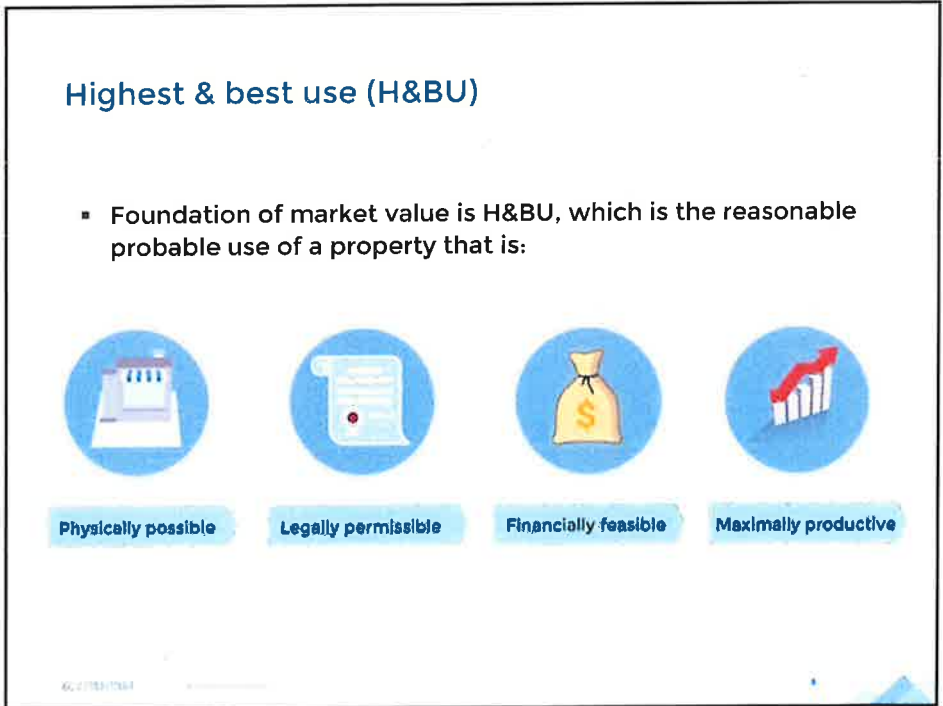 Highest & best use (H&BU)
▪ Foundation of market value is H&BU, which is the reasonable
probable use of a property that is:
$
Physically possible
Legally permissible
Financially feasible
Maximally productive